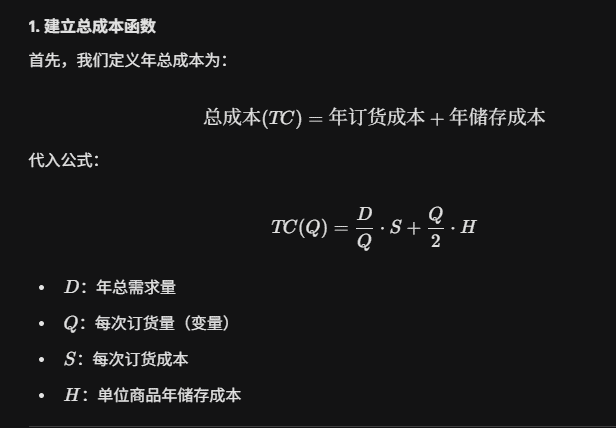 1. 建立总成本函数
首先，我们定义年总成本为：
总成本(TC) = 年订货成本 + 年储存成本
代入公式：
TC(Q) = \frac{D}{Q} · S + \frac{Q}{2} · H
• D：年总需求量
• Q：每次订货量（变量）
• S：每次订货成本
• H：单位商品年储存成本